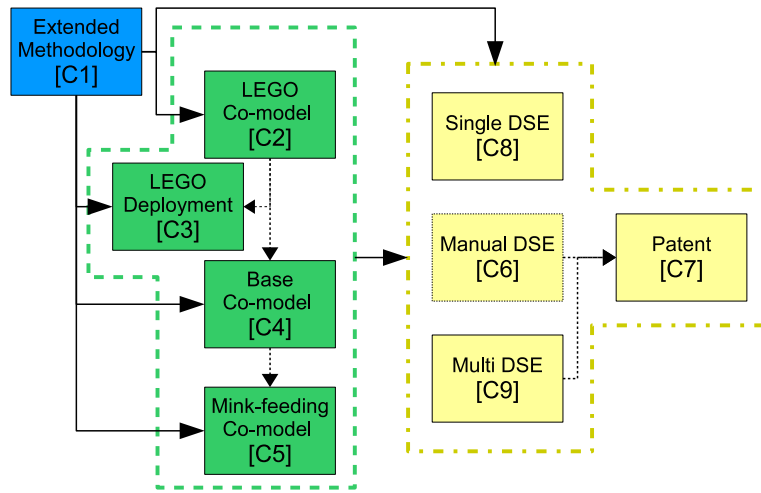 Extended
Methodology
[C1]
LEGO
Co-model
[C2]
LEGO
Deployment
[C3]
Base
Co-model
[C4]
Mink-feeding
Co-model
[C5]
Single DSE
[C8]
Manual DSE
[C6]
Patent
[C7]
Multi DSE
[C9]